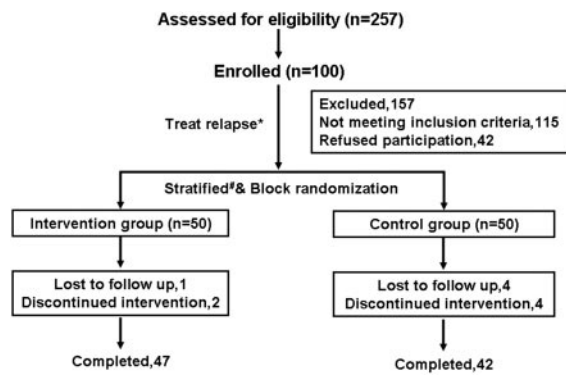 Assessed for eligibility (n=257)
Enrolled (n=100)
Excluded,157
Not meeting inclusion criteria,115
Refused participation,42
Treat relapse*
Stratified#& Block randomization
Intervention group (n=50)
Control group (n=50)
Lost to follow up,1
Discontinued intervention,2
Lost to follow up,4
Discontinued intervention,4
Completed,47
Completed,42